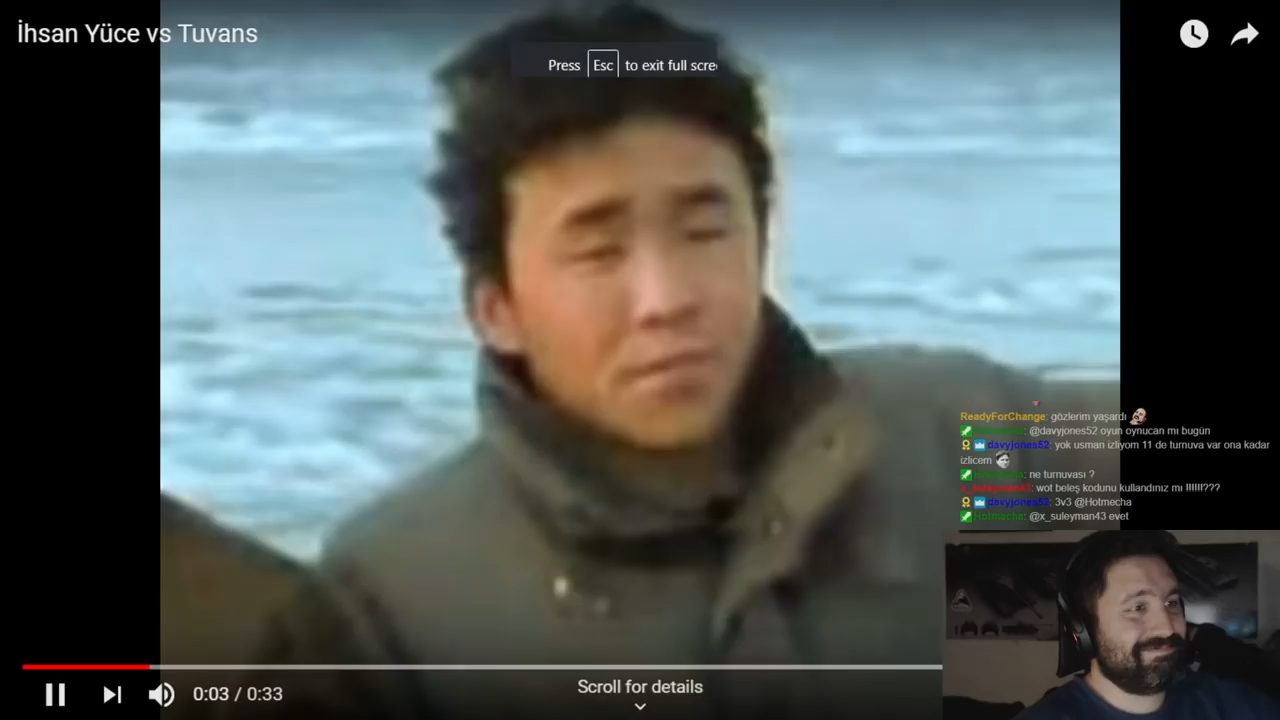 İhsan Yüce vs Tuvans
Press Esc to exit full scre
ReadyForChange: gözlerim yaşardı
@davyjones52 oyun oynucan mı bugün
davyjones52: yok usman izliyom 11 de turnuva var ona kadar
izlicem
ne turnuvası ?
wot beleş kodunu kullandınız mı IIIIII???
davyjones52: 3v3 @Hotmecha
Hotmecha: @x_suleyman43 evet
0:03 / 0:33
Scroll for details